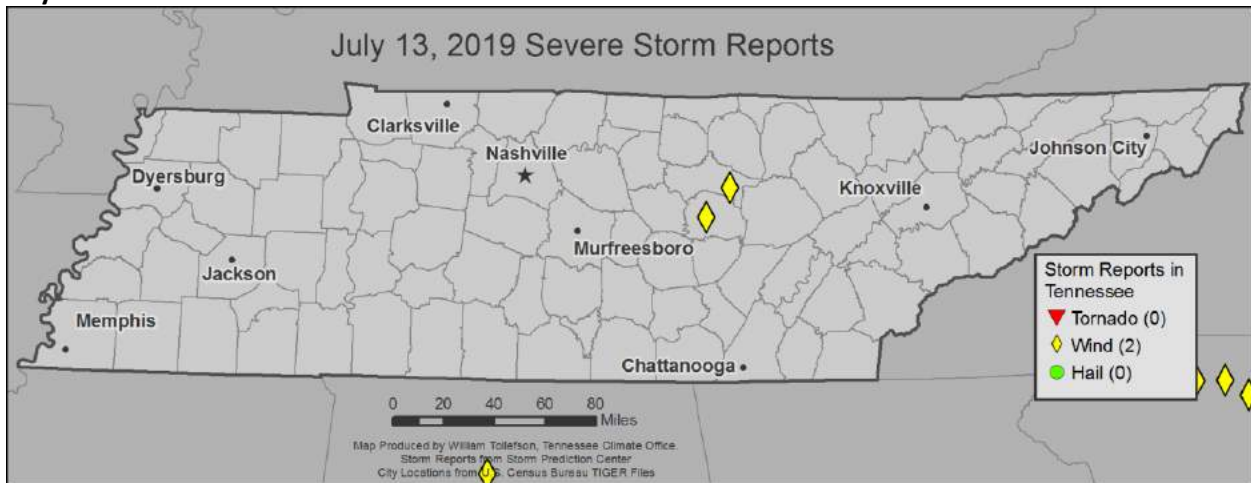 July 13, 2019 Severe Storm Reports
Clarksville
Nashville
Johnson City
Dyersburg
Knoxville
Murfreesboro
Jackson
Storm Reports in
Tennessee
Tornado (0)
Wind (2)
Hail (0)
Memphis
Chattanooga
0 20 40 60 80
Miles
Map Produced by William Tollefson, Tennessee Climate Office.
Storm Reports from Storm Prediction Center
City Locations from U.S. Census Bureau TIGER Files